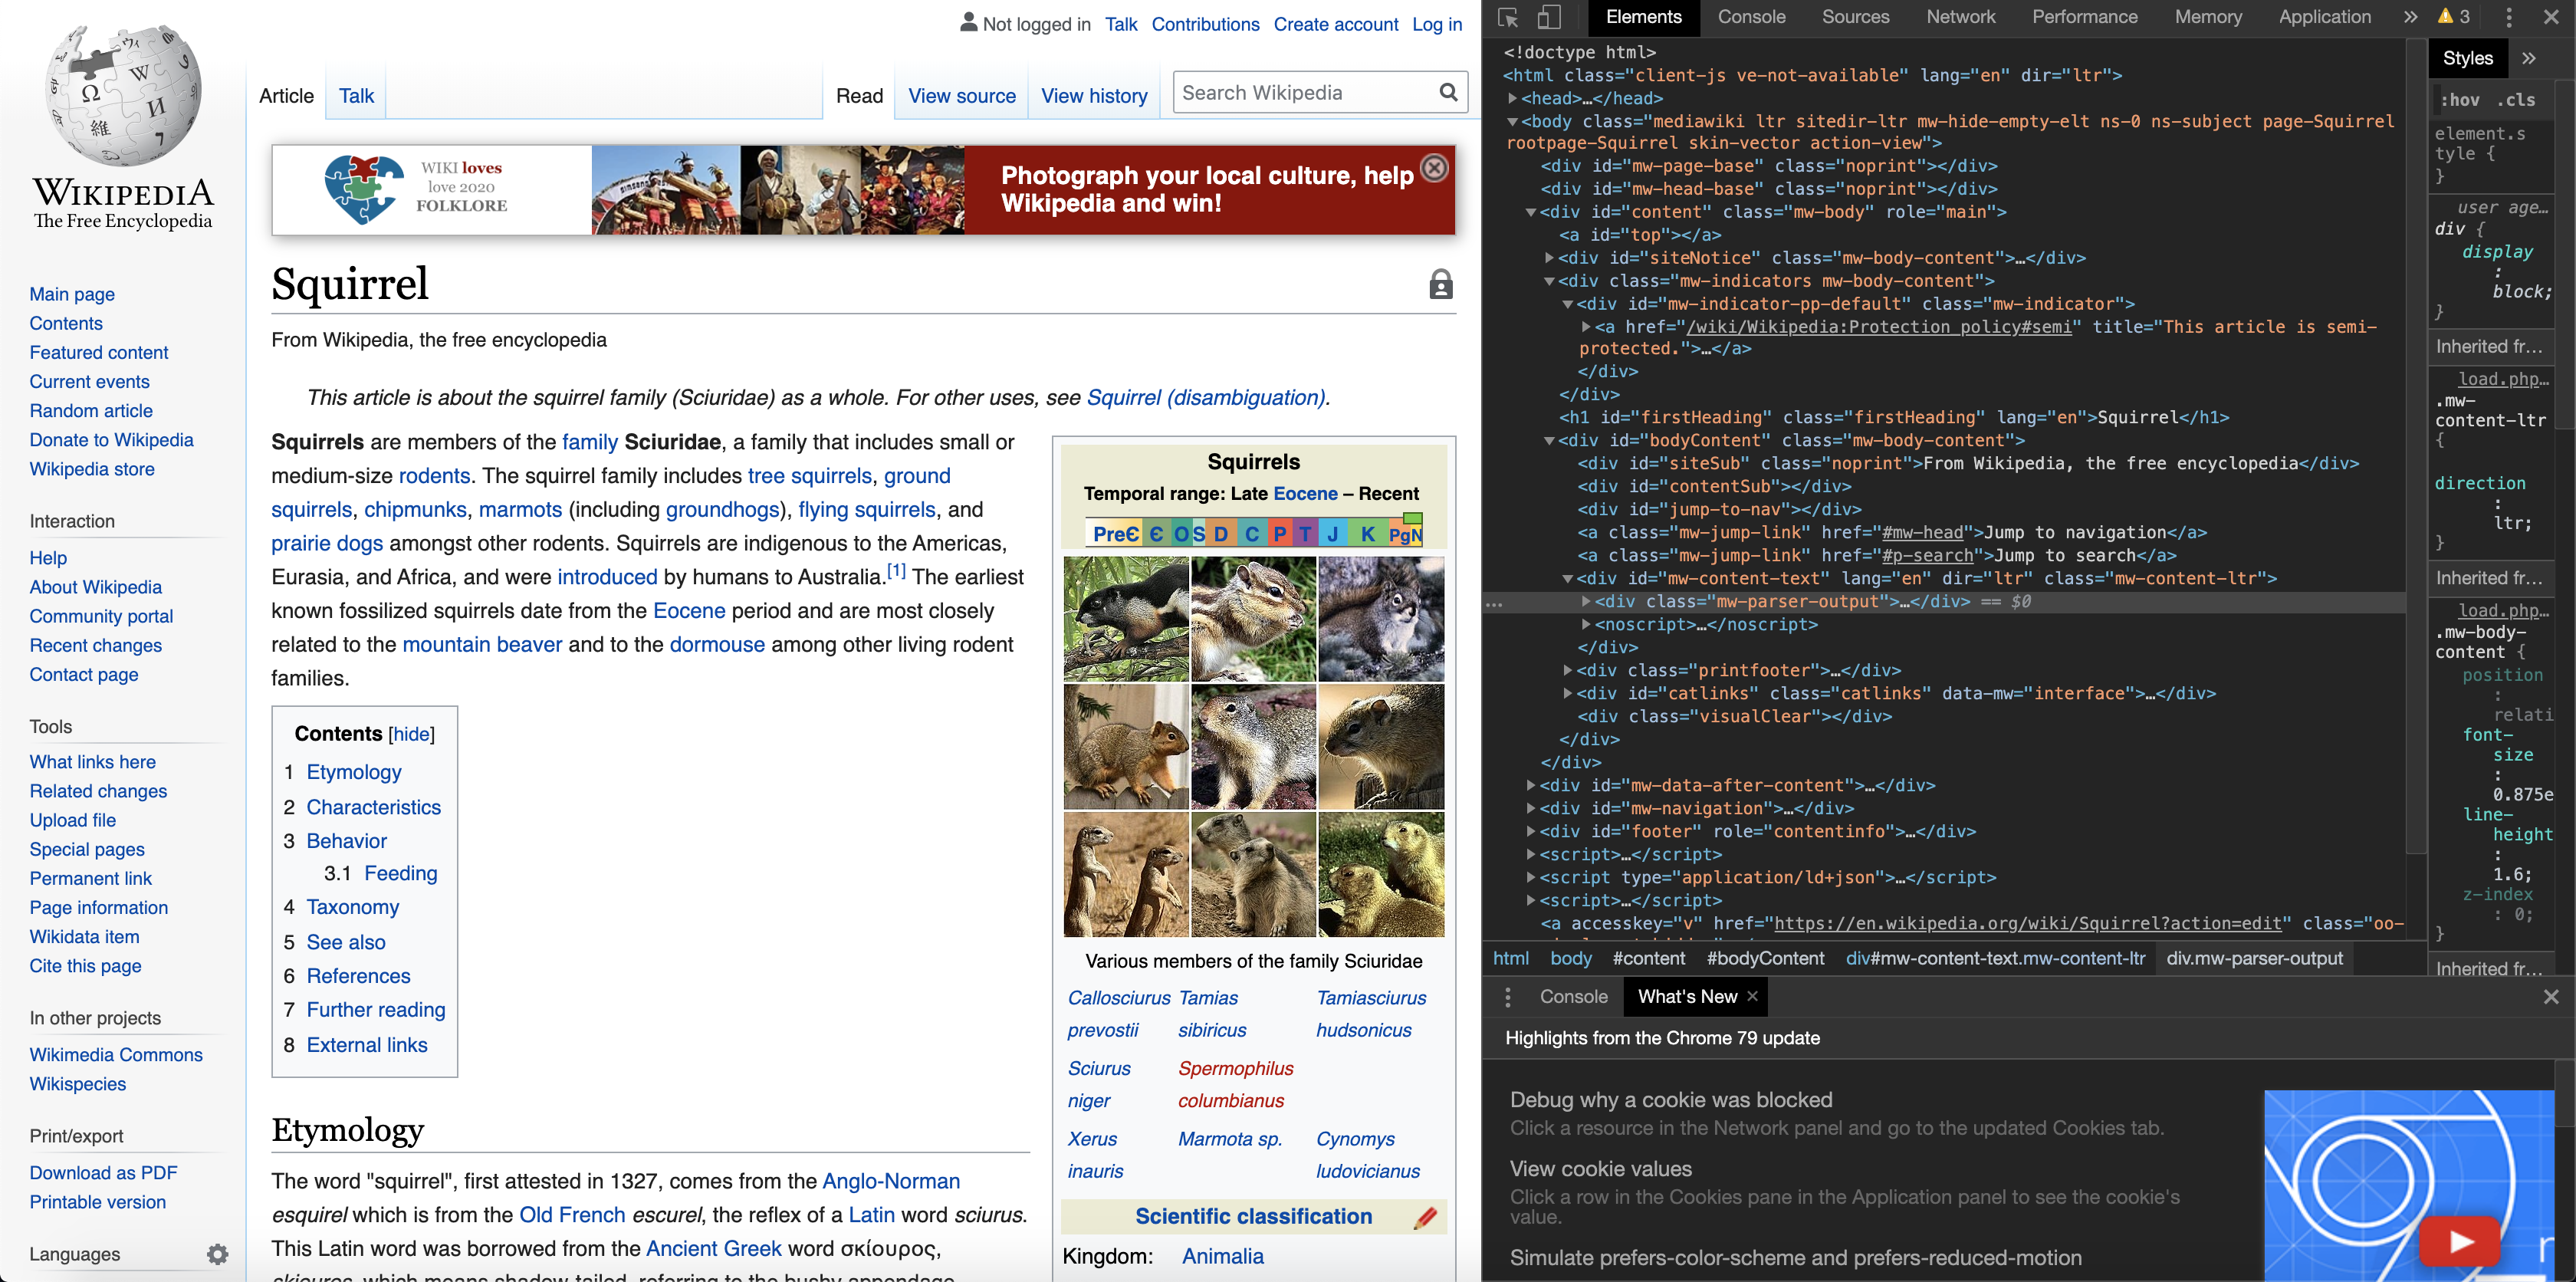 Not logged in Talk Contributions Create account Log in
Article Talk Read View source View history Search Wikipedia
WIKIPEDIA
The Free Encyclopedia
Main page
Contents
Featured content
Current events
Random article
Donate to Wikipedia
Wikipedia store
Interaction
Help
About Wikipedia
Community portal
Recent changes
Contact page
Tools
What links here
Related changes
Upload file
Special pages
Permanent link
Page information
Wikidata item
Cite this page
In other projects
Wikimedia Commons
Wikispecies
Print/export
Download as PDF
Printable version
Languages
WIKI loves
love 2020
FOLKLORE
Photograph your local culture, help
Wikipedia and win!
Squirrel
From Wikipedia, the free encyclopedia
This article is about the squirrel family (Sciuridae) as a whole. For other uses, see Squirrel (disambiguation).
Squirrels are members of the family Sciuridae, a family that includes small or
medium-size rodents. The squirrel family includes tree squirrels, ground
squirrels, chipmunks, marmots (including groundhogs), flying squirrels, and
prairie dogs amongst other rodents. Squirrels are indigenous to the Americas,
Eurasia, and Africa, and were introduced by humans to Australia.[1] The earliest
known fossilized squirrels date from the Eocene period and are most closely
related to the mountain beaver and to the dormouse among other living rodent
families.
Contents [hide]
1 Etymology
2 Characteristics
3 Behavior
3.1 Feeding
4 Taxonomy
5 See also
6 References
7 Further reading
8 External links
Etymology
The word "squirrel", first attested in 1327, comes from the Anglo-Norman
esquirel which is from the Old French escurel, the reflex of a Latin word sciurus.
This Latin word was borrowed from the Ancient Greek word σκίουρος,
skiouros, which means shadow-tailed, referring to the bushy appendage
Squirrels
Temporal range: Late Eocene – Recent
PreЄ Є O S D C P T J K Pg N
Various members of the family Sciuridae
Callosciurus Tamias Tamiasciurus
prevostii sibiricus hudsonicus
Sciurus Spermophilus
niger columbianus
Xerus Marmota sp. Cynomys
inauris ludovicianus
Scientific classification
Kingdom: Animalia
Elements Console Sources Network Performance Memory Application » 3
<!doctype html>
<html class="client-js ve-not-available" lang="en" dir="ltr">
<head>…</head>
<body class="mediawiki ltr sitedir-ltr mw-hide-empty-elt ns-0 ns-subject page-Squirrel
rootpage-Squirrel skin-vector action-view">
<div id="mw-page-base" class="noprint"></div>
<div id="mw-head-base" class="noprint"></div>
<div id="content" class="mw-body" role="main">
<a id="top"></a>
<div id="siteNotice" class="mw-body-content">…</div>
<div class="mw-indicators mw-body-content">
<div id="mw-indicator-pp-default" class="mw-indicator">
<a href="/wiki/Wikipedia:Protection_policy#semi" title="This article is semi-
protected.">…</a>
</div>
</div>
<h1 id="firstHeading" class="firstHeading" lang="en">Squirrel</h1>
<div id="bodyContent" class="mw-body-content">
<div id="siteSub" class="noprint">From Wikipedia, the free encyclopedia</div>
<div id="contentSub"></div>
<div id="jump-to-nav"></div>
<a class="mw-jump-link" href="#mw-head">Jump to navigation</a>
<a class="mw-jump-link" href="#p-search">Jump to search</a>
<div id="mw-content-text" lang="en" dir="ltr" class="mw-content-ltr">
… <div class="mw-parser-output">…</div> == $0
<noscript>…</noscript>
</div>
<div class="printfooter">…</div>
<div id="catlinks" class="catlinks" data-mw="interface">…</div>
<div class="visualClear"></div>
</div>
</div>
<div id="mw-data-after-content">…</div>
<div id="mw-navigation">…</div>
<div id="footer" role="contentinfo">…</div>
<script>…</script>
<script type="application/ld+json">…</script>
<script>…</script>
<a accesskey="v" href="https://en.wikipedia.org/wiki/Squirrel?action=edit" class="oo-
html body #content #bodyContent div#mw-content-text.mw-content-ltr div.mw-parser-output
Styles »
:hov .cls
element.s
tyle {
}
user age…
div {
display
:
block;
}
Inherited fr…
load.php…
.mw-
content-ltr
{
direction
:
ltr;
}
Inherited fr…
load.php…
.mw-body-
content {
position
:
relati
font-
size
:
0.875e
line-
height
:
1.6;
z-index
: 0;
}
Inherited fr…
Console What's New
Highlights from the Chrome 79 update
Debug why a cookie was blocked
Click a resource in the Network panel and go to the updated Cookies tab.
View cookie values
Click a row in the Cookies pane in the Application panel to see the cookie's
value.
Simulate prefers-color-scheme and prefers-reduced-motion